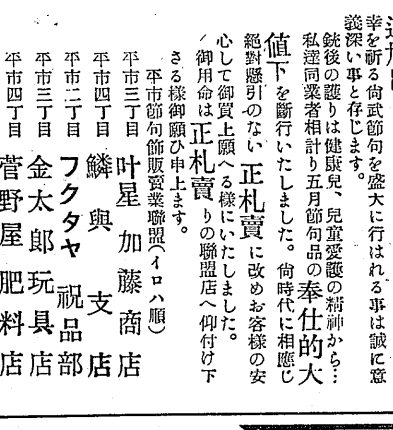 幸を祈る尙武節句を盛大に行はれる事は誠に意
義深い事と存じます。
銃後の護りは健康兒、兒童愛護の精神から…
私達同業者相計り五月節句品の奉仕的大
値下を斷行いたしました。尙時代に相應じ
絕對懸引のない正札賣に改めお客様の安
心して御買上願へる様にいたしました。
御用命は正札賣りの聯盟店へ仰付け下
さる様御願ひ申上ます。
平市節句飾販賣業聯盟(イロハ順)
平市三丁目 叶星加藤商店
平市四丁目 鱗與支店
平市二丁目 フクタヤ祝品部
平市三丁目 金太郎玩具店
平市四丁目 菅野屋肥料店